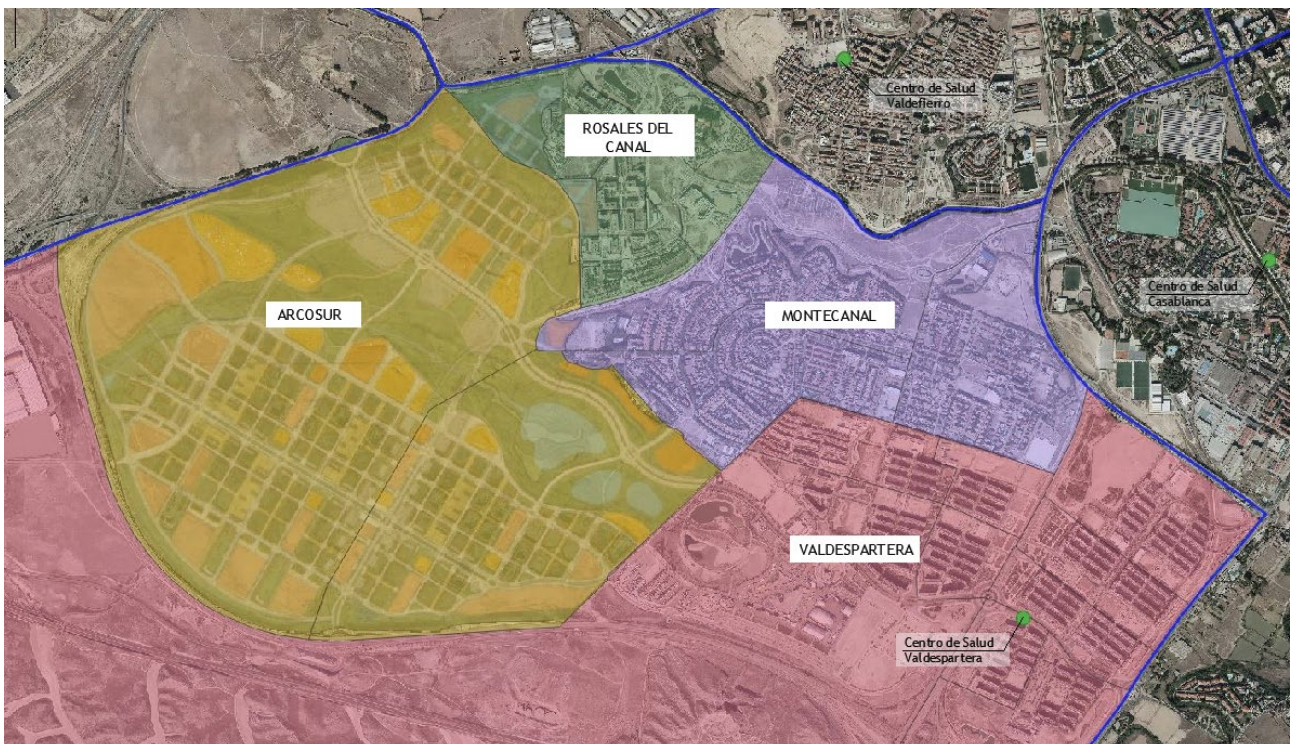 Centro de Salud
Valdefierro
ROSALES DEL
CANAL
Centro de Salud
Casablanca
ARCOSUR
MONTECANAL
VALDESPARTERA
Centro de Salud
Valdespartera